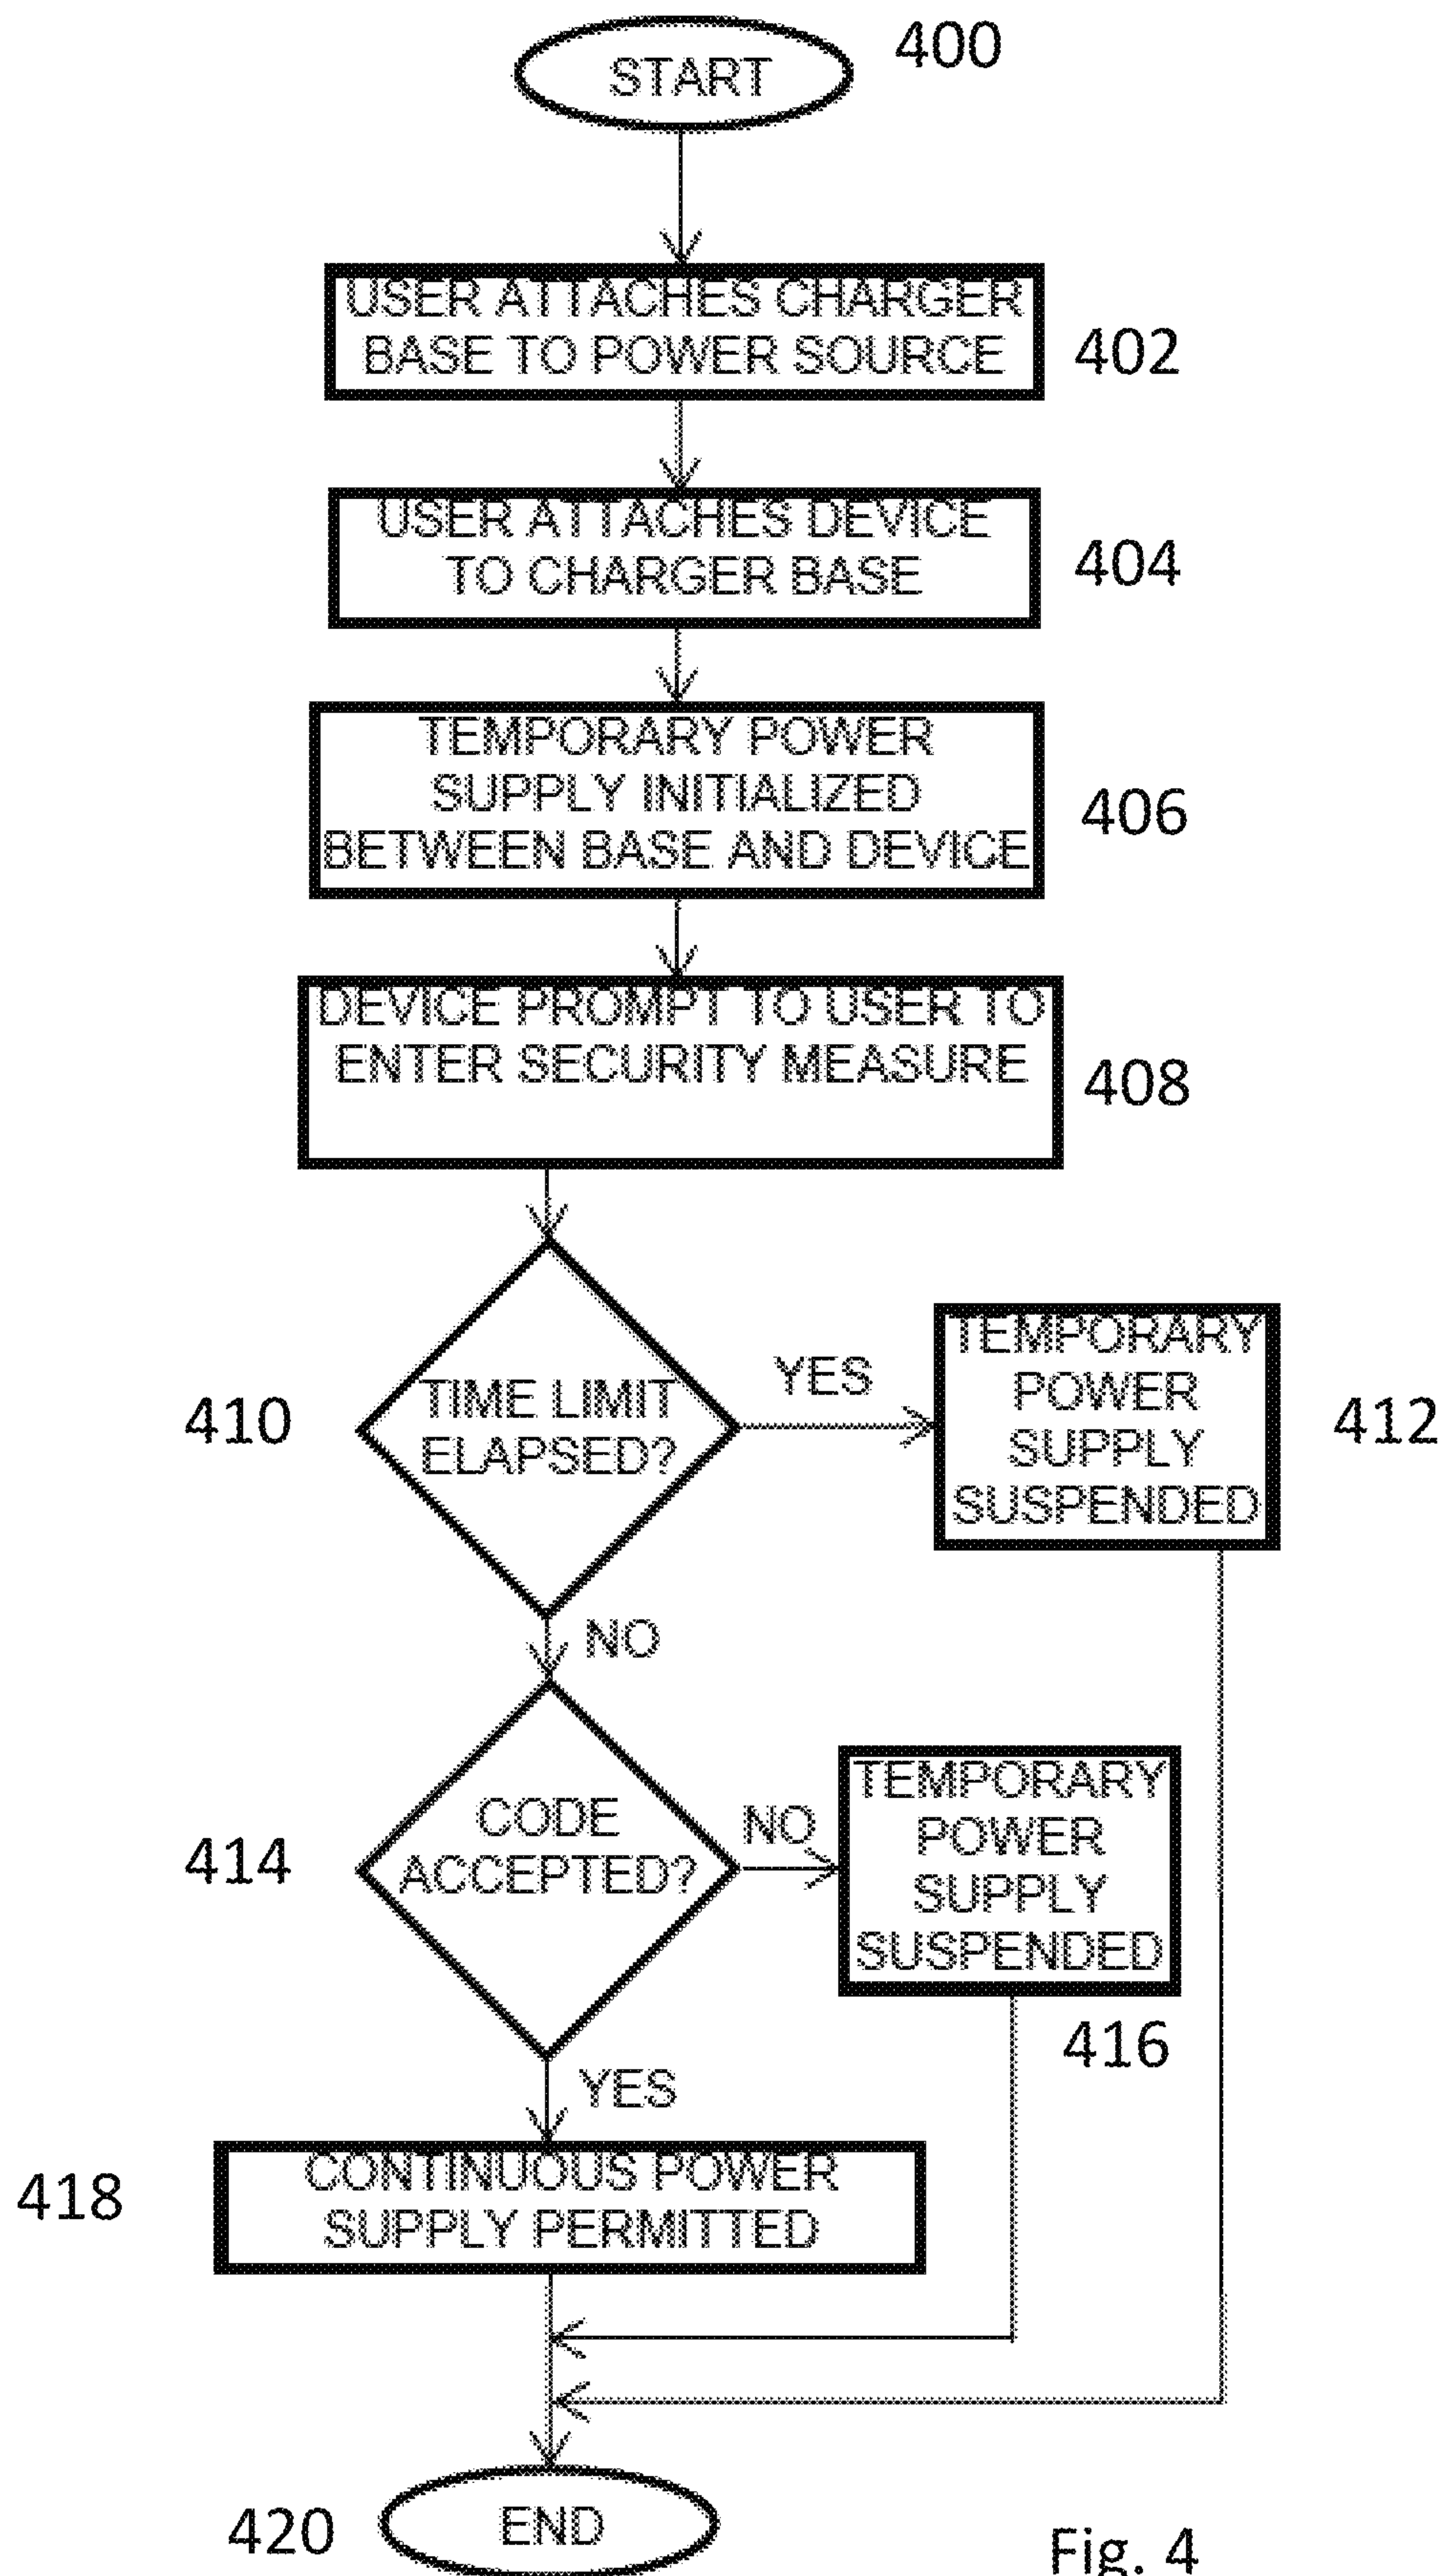 START
400
USER ATTACHES CHARGER
BASE TO POWER SOURCE
402
USER ATTACHES DEVICE
TO CHARGER BASE
404
TEMPORARY POWER
SUPPLY INITIALIZED
BETWEEN BASE AND DEVICE
406
DEVICE PROMPT TO USER TO
ENTER SECURITY MEASURE
408
410
TIME LIMIT
ELAPSED?
YES
TEMPORARY
POWER
SUPPLY
SUSPENDED
412
NO
414
CODE
ACCEPTED?
NO
TEMPORARY
POWER
SUPPLY
SUSPENDED
416
YES
418
CONTINUOUS POWER
SUPPLY PERMITTED
420
END
Fig. 4